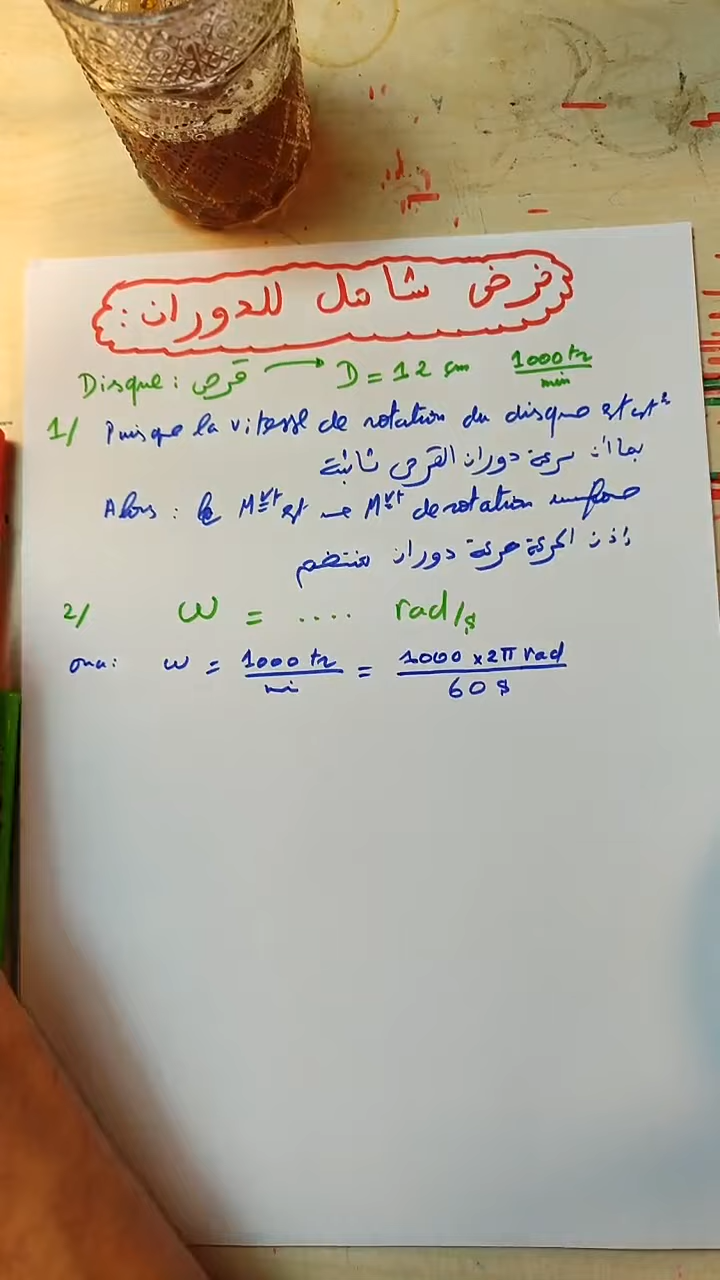 فرض شامل للدوران:
Disque: قرص → D = 12 cm 1000 tr/min
1/ Puisque la vitesse de rotation du disque est cste
بما ان سرعة دوران القرص ثابتة
Alors: le Mvt est un Mvt de rotation uniforme
إذن الحركة حركة دوران منتضم
2/ ω = .... rad/s
on a: ω = 1000 tr/min = 1000 x 2π rad/60 s